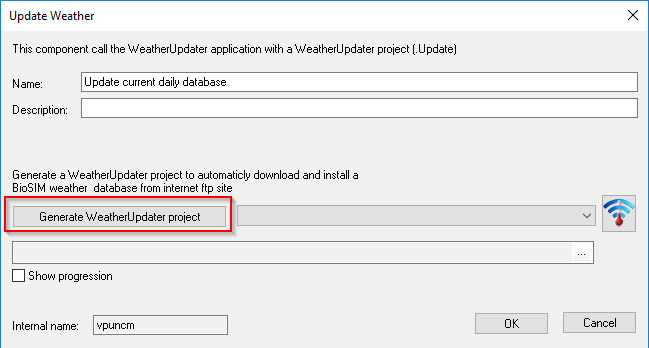 Update Weather
This component call the WeatherUpdater application with a WeatherUpdater project (.Update)
Name: Update current daily database
Description:
Generate a WeatherUpdater project to automaticly download and install a
BioSIM weather database from internet ftp site
Generate WeatherUpdater project
...
Show progression
Internal name: vpuncm OK Cancel